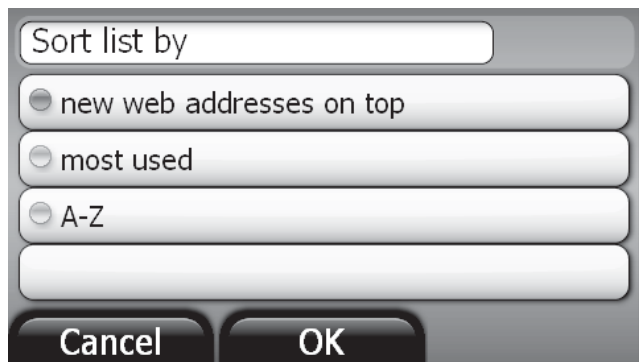 Sort list by
new web addresses on top
most used
A-Z
Cancel OK